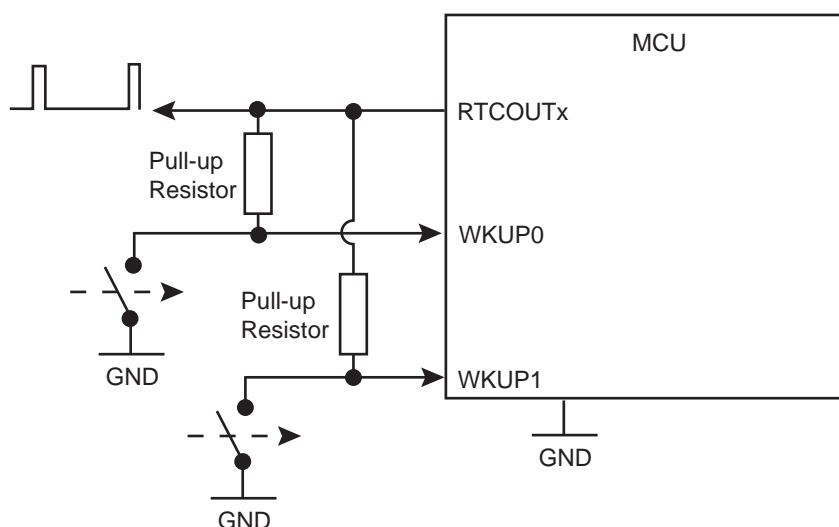 MCU
RTCOUTx
Pull-up
Resistor
WKUP0
Pull-up
Resistor
GND
WKUP1
GND
GND